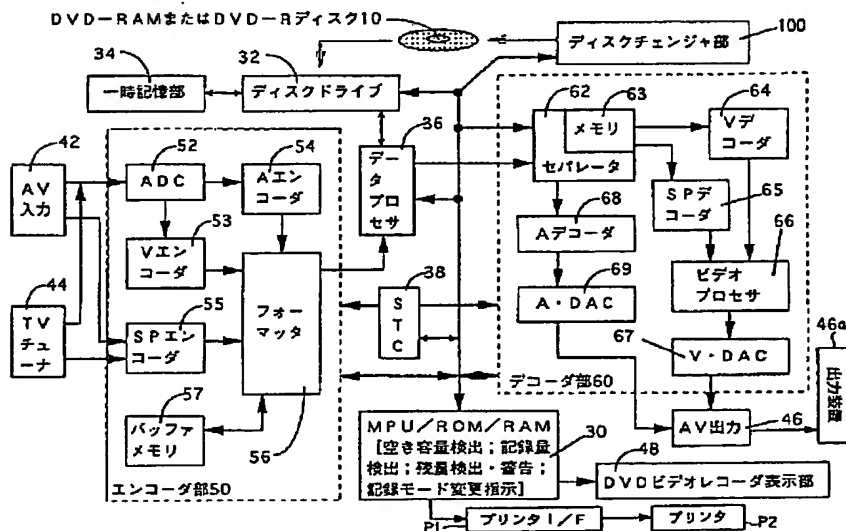 DVD-RAMまたはDVD-Rディスク10
100
ディスクチェンジャ部
34
一時記憶部
32
ディスクドライブ
62
63
メモリ
セパレータ
64
Vデコーダ
42
AV入力
52
ADC
54
Aエンコーダ
36
データプロセサ
68
Aデコーダ
SPデコーダ
65
66
53
Vエンコーダ
38
STC
69
A・DAC
ビデオプロセサ
44
TVチューナ
55
SPエンコーダ
フォーマッタ
67
V・DAC
46a
出力装置
デコーダ部60
57
バッファメモリ
56
エンコーダ部50
MPU/ROM/RAM
[空き容量検出;記録量
検出;残量検出・警告;
記録モード変更指示]
30
AV出力
46
48
DVDビデオレコーダ表示部
P1
プリンタI/F
プリンタ
P2